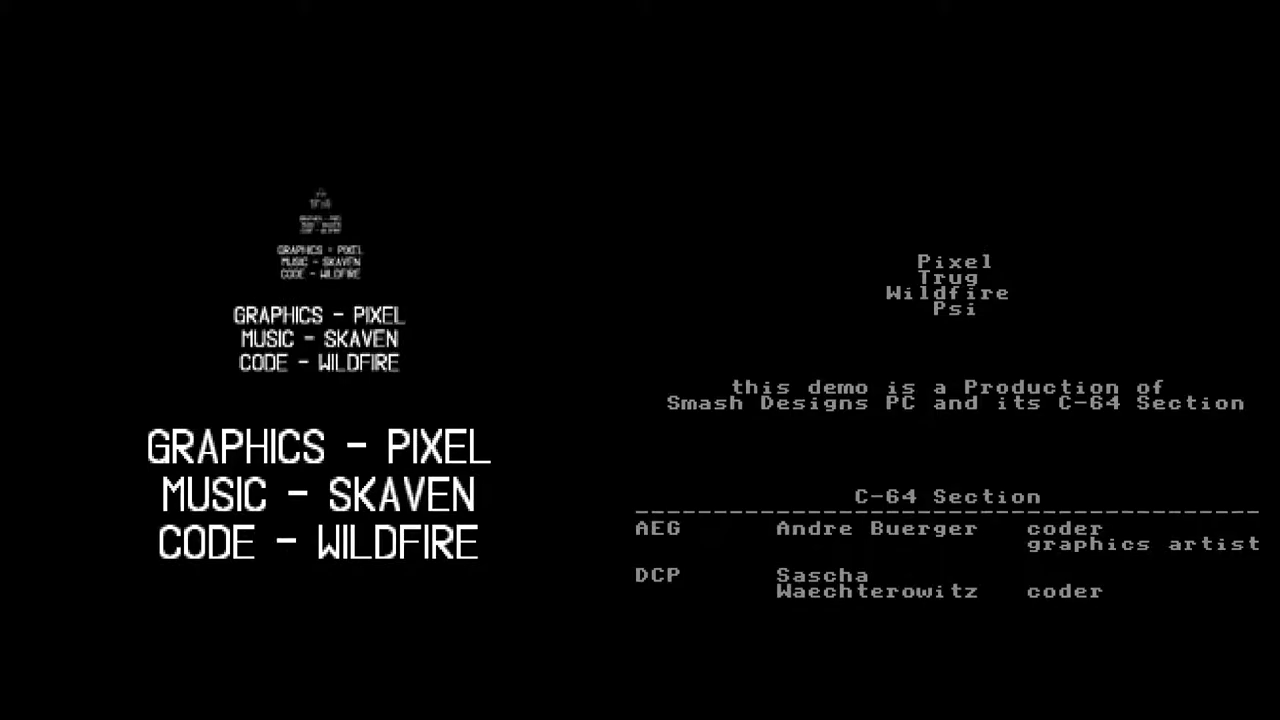 GRAPHICS - PIXEL
MUSIC - SKAVEN
CODE - WILDFIRE
GRAPHICS - PIXEL
MUSIC - SKAVEN
CODE - WILDFIRE
GRAPHICS - PIXEL
MUSIC - SKAVEN
CODE - WILDFIRE
Pixel
Trug
Wildfire
Psi
this demo is a Production of
Smash Designs PC and its C-64 Section
C-64 Section
----------------------------------------
AEG Andre Buerger coder
graphics artist
DCP Sascha
Waechterowitz coder